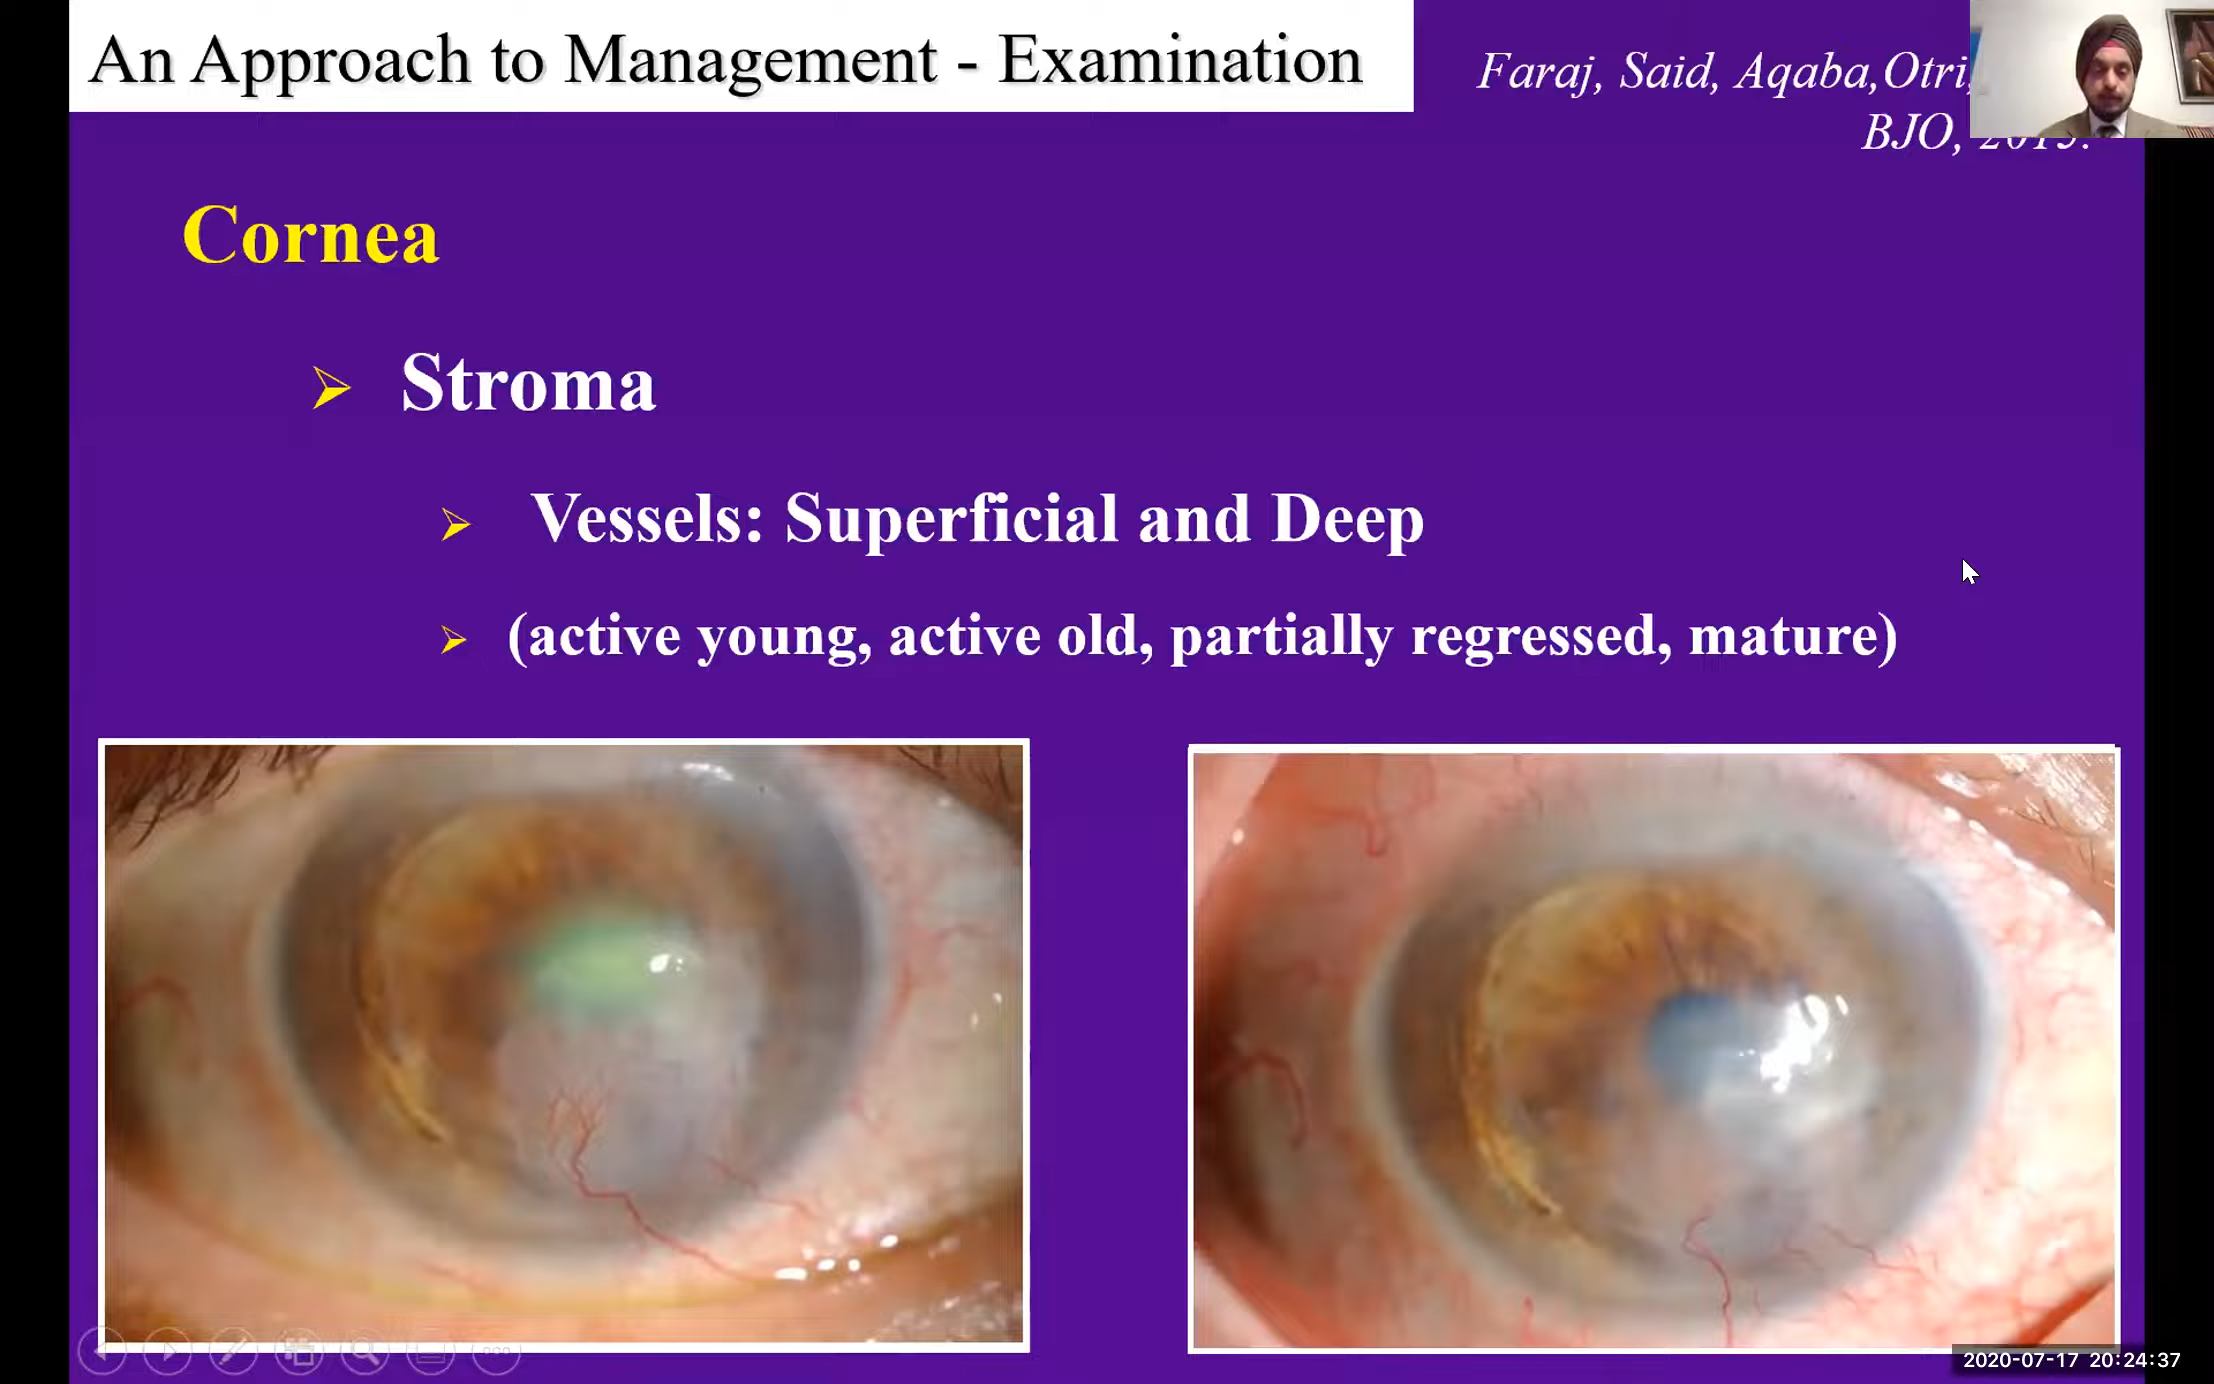 An Approach to Management - Examination
Faraj, Said, Aqaba,Otri,
BJO,
Cornea
Stroma
Vessels: Superficial and Deep
(active young, active old, partially regressed, mature)
2020-07-17 20:24:37